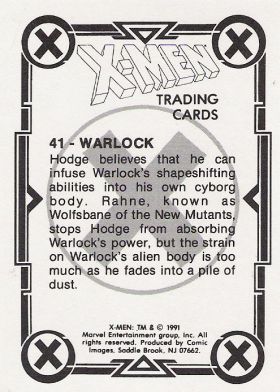 X-MEN
TRADING
CARDS
41 - WARLOCK
Hodge believes that he can
infuse Warlock's shapeshifting
abilities into his own cyborg
body. Rahne, known as
Wolfsbane of the New Mutants,
stops Hodge from absorbing
Warlock's power, but the strain
on Warlock's alien body is too
much as he fades into a pile of
dust.
X-MEN: TM & © 1991
Marvel Entertainment group, Inc. All
rights reserved. Produced by Comic
Images, Saddle Brook, NJ 07662.